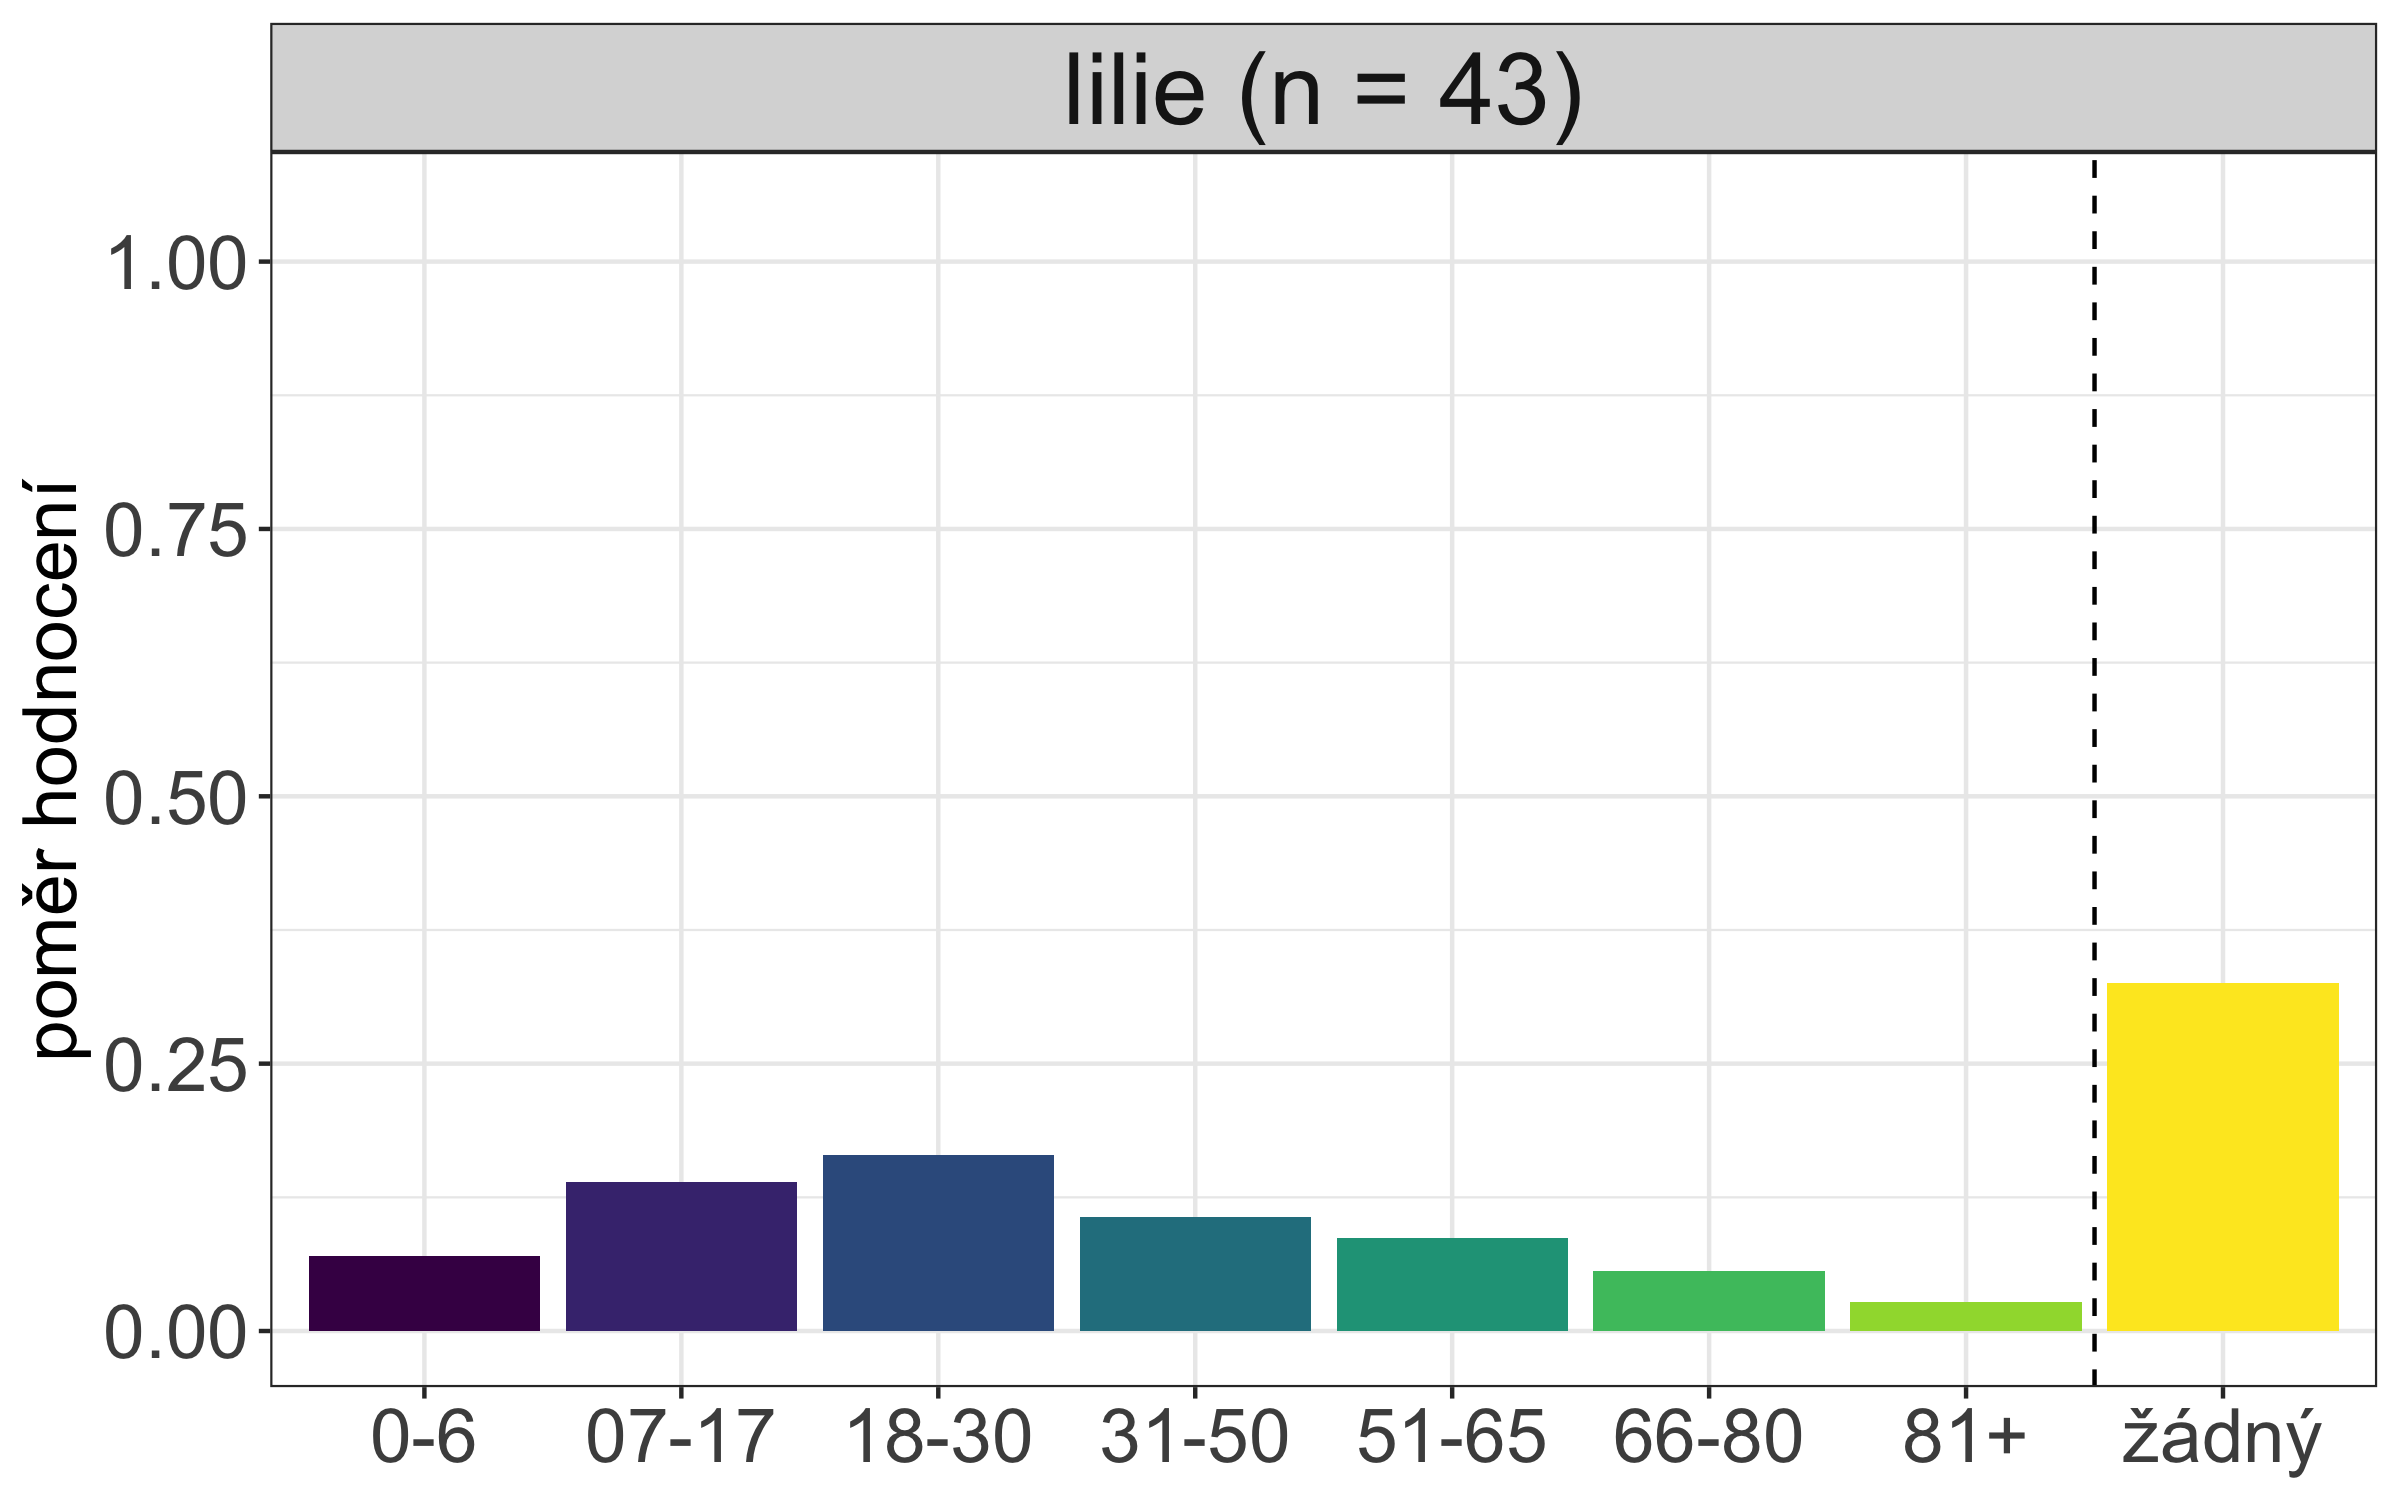 lilie (n = 43)
poměr hodnocení
1.00
0.75
0.50
0.25
0.00
0-6 07-17 18-30 31-50 51-65 66-80 81+ žádný